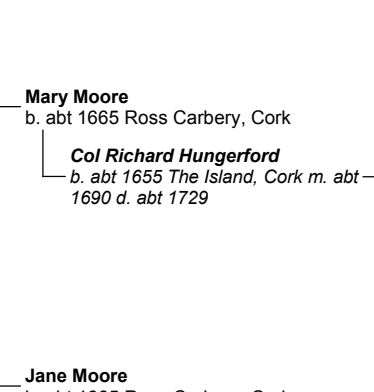 Mary Moore
b. abt 1665 Ross Carbery, Cork
Col Richard Hungerford
b. abt 1655 The Island, Cork m. abt
1690 d. abt 1729
Jane Moore